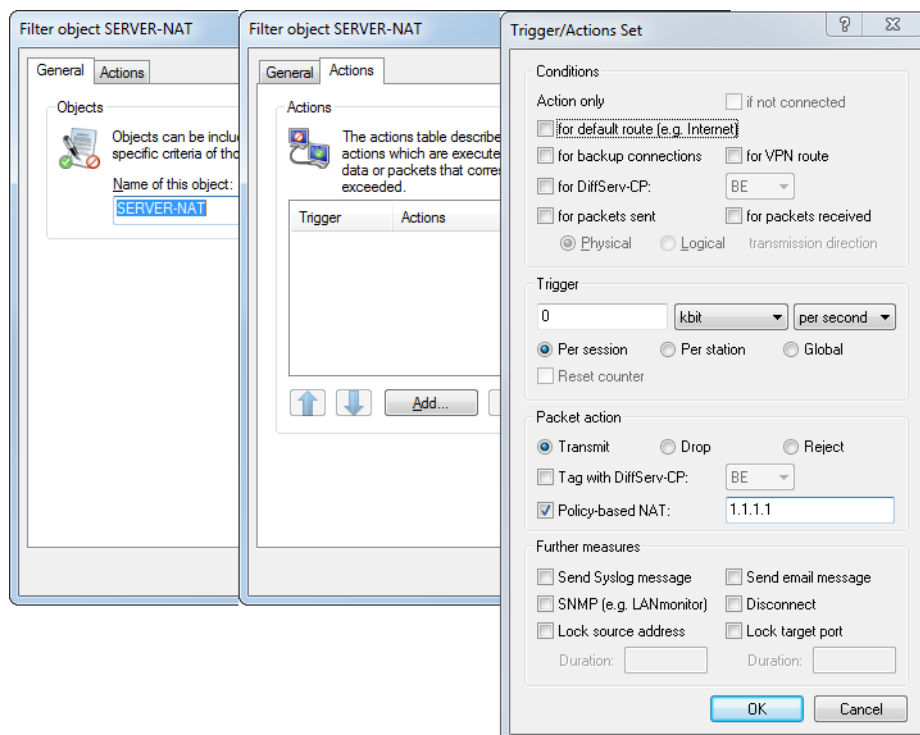 Filter object SERVER-NAT
General Actions
Objects
Objects can be inclu
specific criteria of tho
Name of this object:
SERVER-NAT
Filter object SERVER-NAT
General Actions
Actions
The actions table describe
actions which are execute
data or packets that corres
exceeded.
Trigger Actions
Add...
Trigger/Actions Set
Conditions
Action only if not connected
for default route (e.g. Internet)
for backup connections for VPN route
for DiffServ-CP: BE
for packets sent for packets received
Physical Logical transmission direction
Trigger
0 kbit per second
Per session Per station Global
Reset counter
Packet action
Transmit Drop Reject
Tag with DiffServ-CP: BE
Policy-based NAT: 1.1.1.1
Further measures
Send Syslog message Send email message
SNMP (e.g. LANmonitor) Disconnect
Lock source address Lock target port
Duration: Duration:
OK Cancel